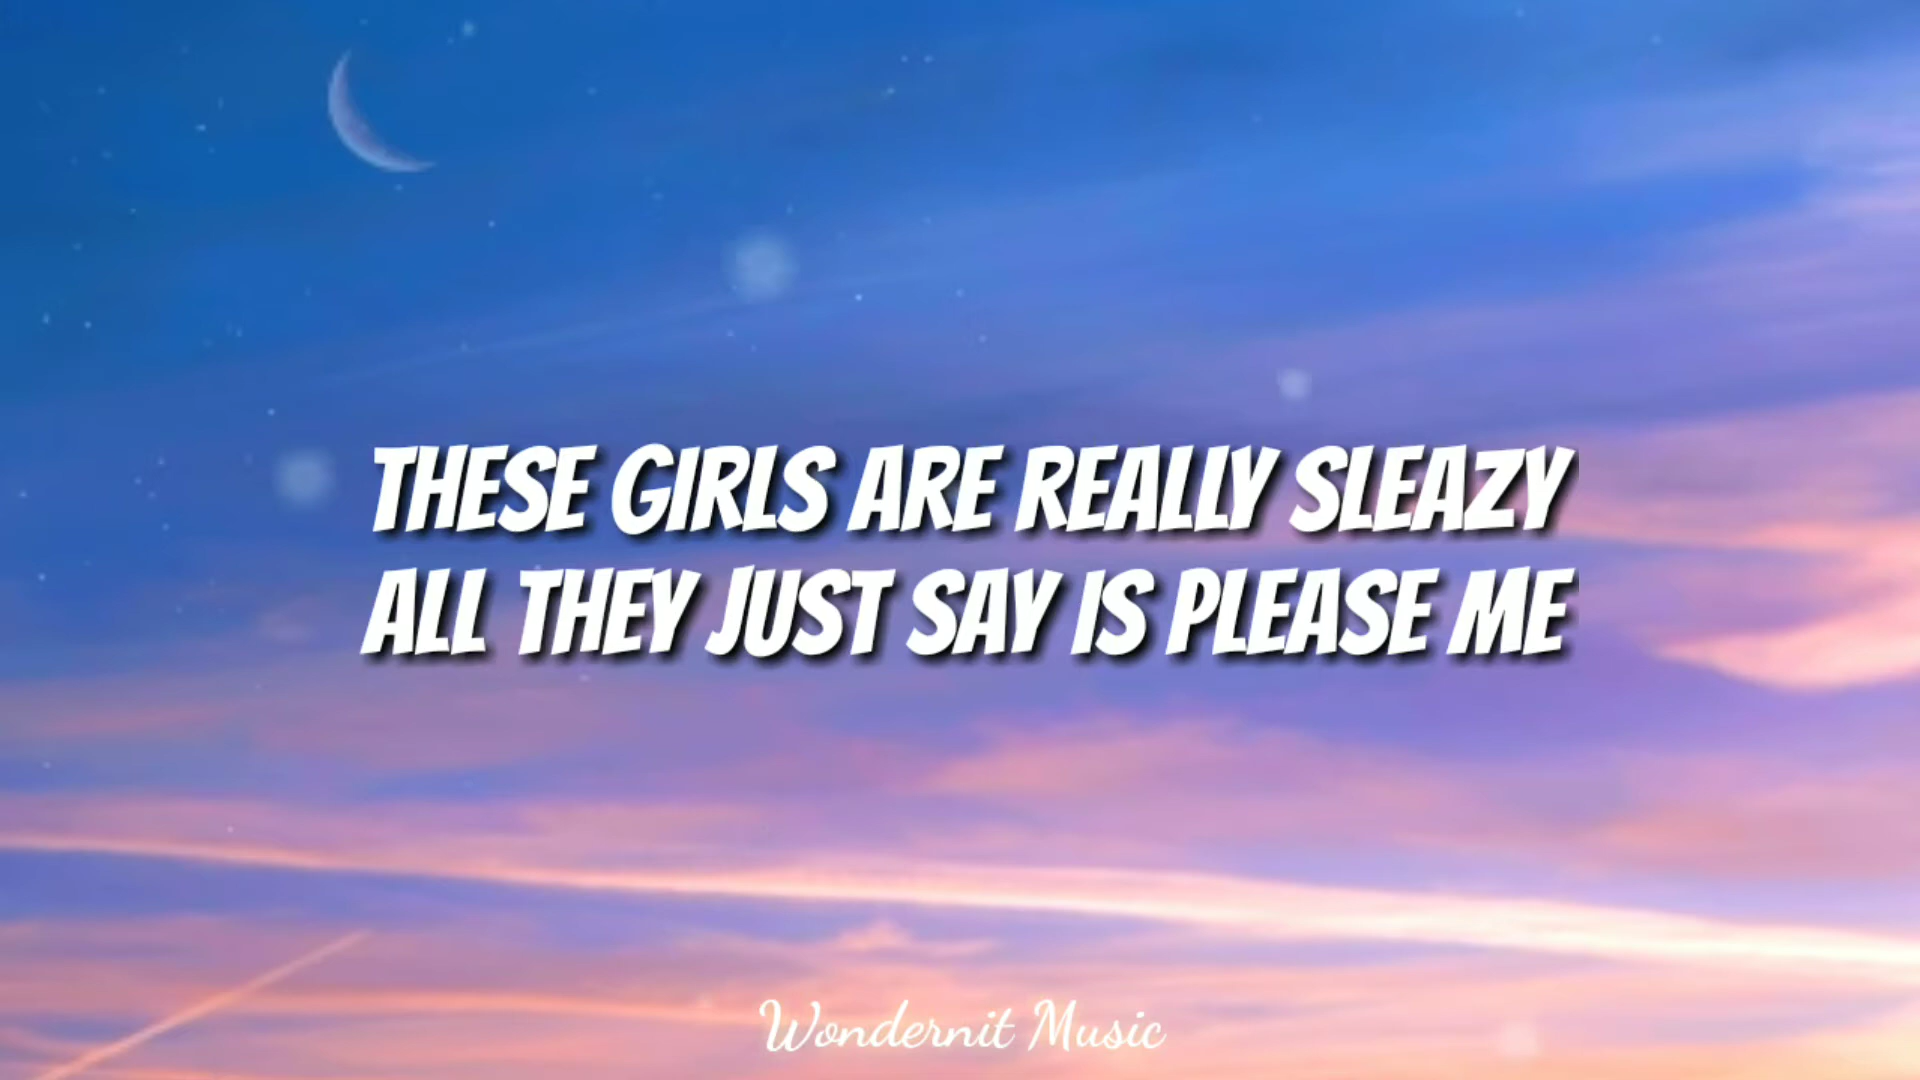 THESE GIRLS ARE REALLY SLEAZY
ALL THEY JUST SAY IS PLEASE ME
Wondernit Music